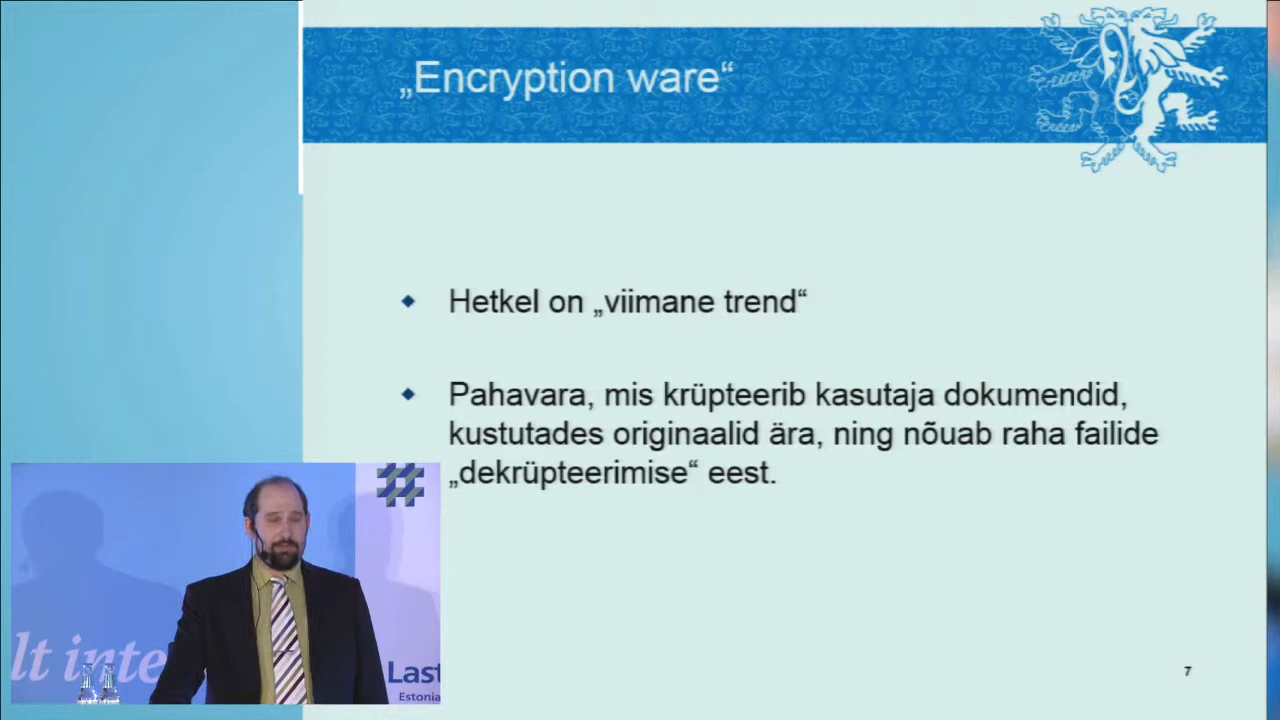 „Encryption ware“
Hetkel on „viimane trend“
Pahavara, mis krüpteerib kasutaja dokumendid,
kustutades originaalid ära, ning nõuab raha failide
„dekrüpteerimise“ eest.
lt inte
Last
Estonia
7